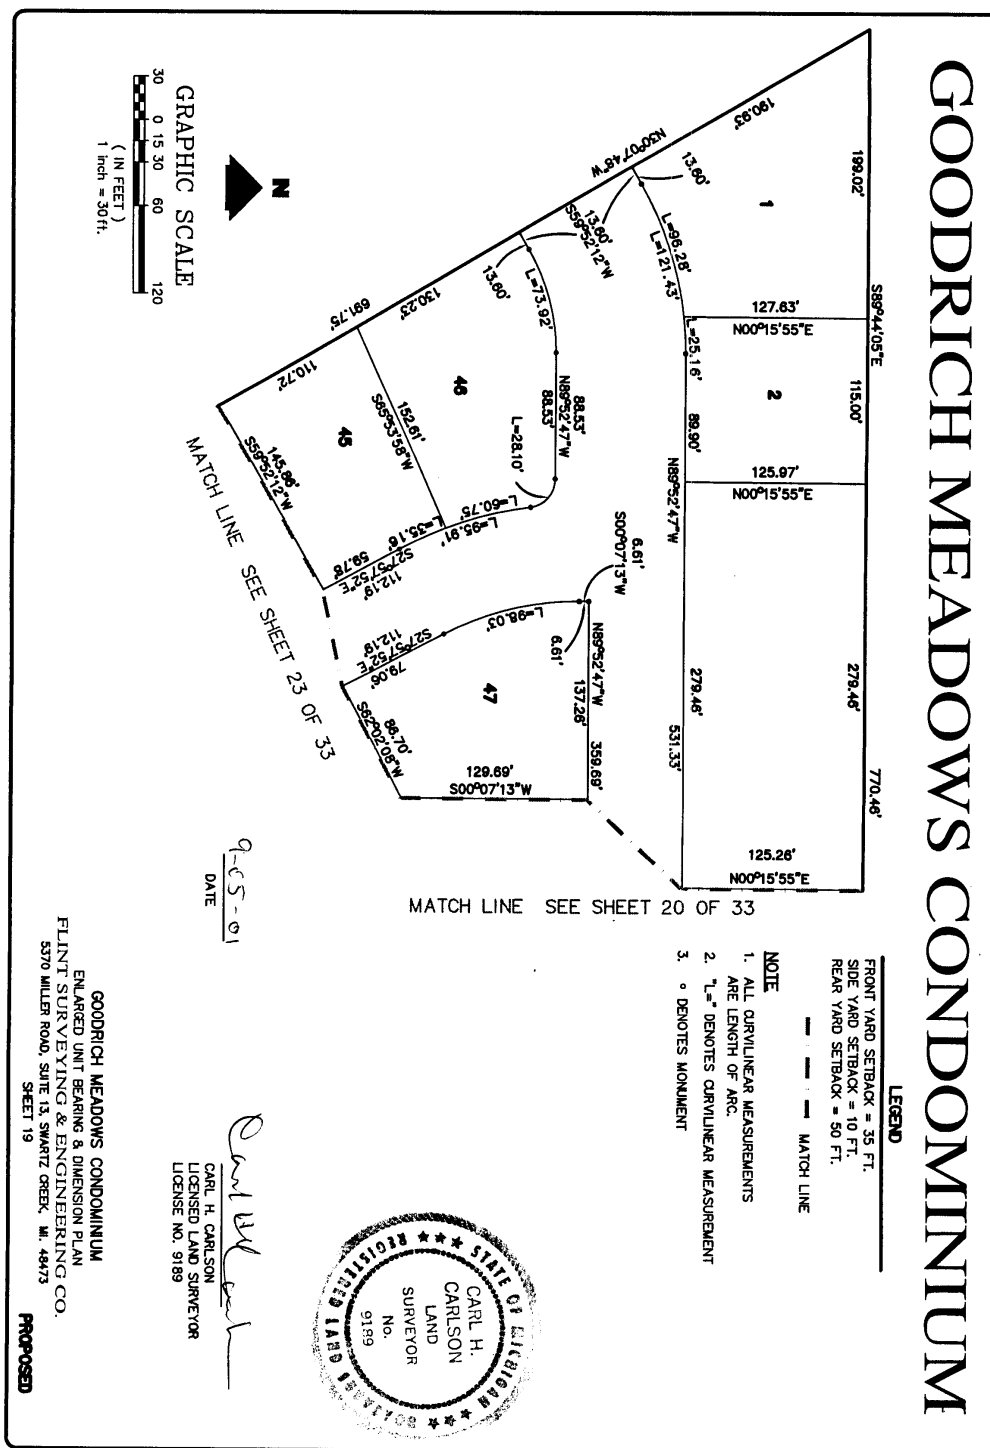 GOODRICH MEADOWS CONDOMINIUM
LEGEND
FRONT YARD SETBACK = 35 FT.
SIDE YARD SETBACK = 10 FT.
REAR YARD SETBACK = 50 FT.
MATCH LINE
NOTE
1. ALL CURVILINEAR MEASUREMENTS
ARE LENGTH OF ARC.
2. "L=" DENOTES CURVILINEAR MEASUREMENT
3. ° DENOTES MONUMENT
S89°44'05"E
770.46'
199.02'
115.00'
279.46'
190.93'
N30°07'48"W
1
127.63'
N00°15'55"E
2
125.97'
N00°15'55"E
125.26'
N00°15'55"E
13.60'
L=96.28'
L=121.43'
L=25.16'
89.90'
N89°52'47"W
279.46'
531.33'
13.60'
S59°52'12"W
13.60'
L=73.92'
88.53'
N89°52'47"W
88.53'
L=28.10'
S00°07'13"W
6.61'
6.61'
N89°52'47"W
137.26'
359.69'
691.75'
130.23'
110.72'
46
152.61'
S65°53'58"W
45
L=60.75'
L=95.91'
L=35.16'
59.78'
S27°57'52"E
112.19'
145.86'
S59°52'12"W
L=98.03'
S27°57'52"E
112.19'
79.06'
47
86.70'
S62°02'08"W
129.69'
S00°07'13"W
MATCH LINE SEE SHEET 23 OF 33
MATCH LINE SEE SHEET 20 OF 33
N
GRAPHIC SCALE
30 0 15 30 60 120
( IN FEET )
1 inch = 30 ft.
9-05-01
DATE
CARL H. CARLSON
LICENSED LAND SURVEYOR
LICENSE NO. 9189
STATE OF MICHIGAN
REGISTERED LAND
CARL H.
CARLSON
LAND
SURVEYOR
No.
9189
GOODRICH MEADOWS CONDOMINIUM
ENLARGED UNIT BEARING & DIMENSION PLAN
FLINT SURVEYING & ENGINEERING CO.
5370 MILLER ROAD, SUITE 13, SWARTZ CREEK, MI. 48473
SHEET 19
PROPOSED